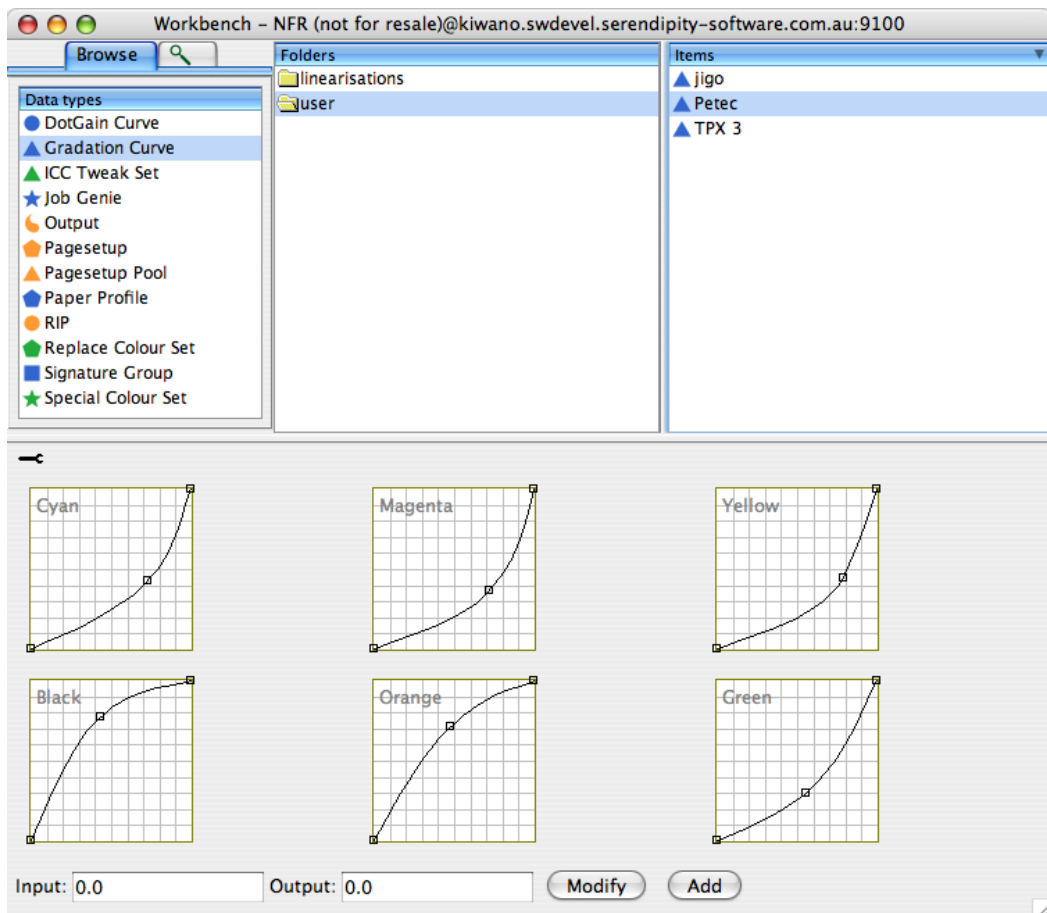 Workbench – NFR (not for resale)@kiwano.swdevel.serendipity-software.com.au:9100
Browse
Data types
DotGain Curve
Gradation Curve
ICC Tweak Set
Job Genie
Output
Pagesetup
Pagesetup Pool
Paper Profile
RIP
Replace Colour Set
Signature Group
Special Colour Set
Folders
linearisations
user
Items
jigo
Petec
TPX 3
Cyan
Magenta
Yellow
Black
Orange
Green
Input: 0.0 Output: 0.0 Modify Add